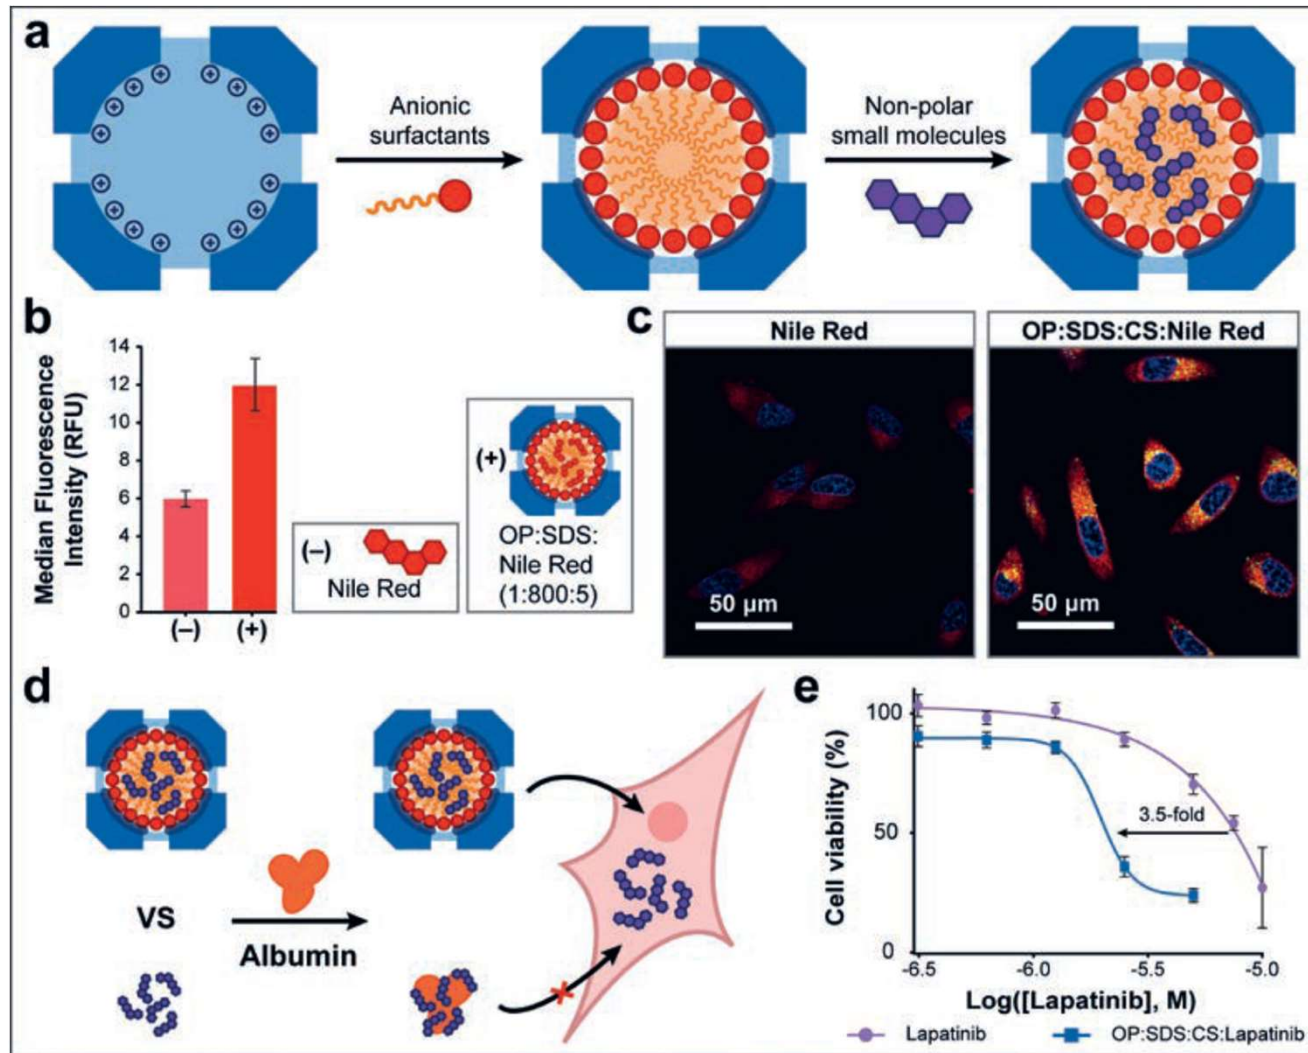 a
Anionic
surfactants
Non-polar
small molecules
b
Median Fluorescence
Intensity (RFU)
14
12
10
8
6
4
2
0
(–)
(+)
(–)
Nile Red
(+)
OP:SDS:
Nile Red
(1:800:5)
c
Nile Red
50 µm
OP:SDS:CS:Nile Red
50 µm
d
VS
Albumin
e
Cell viability (%)
100
50
0
3.5-fold
-6.5
-6.0
-5.5
-5.0
Log([Lapatinib], M)
Lapatinib
OP:SDS:CS:Lapatinib